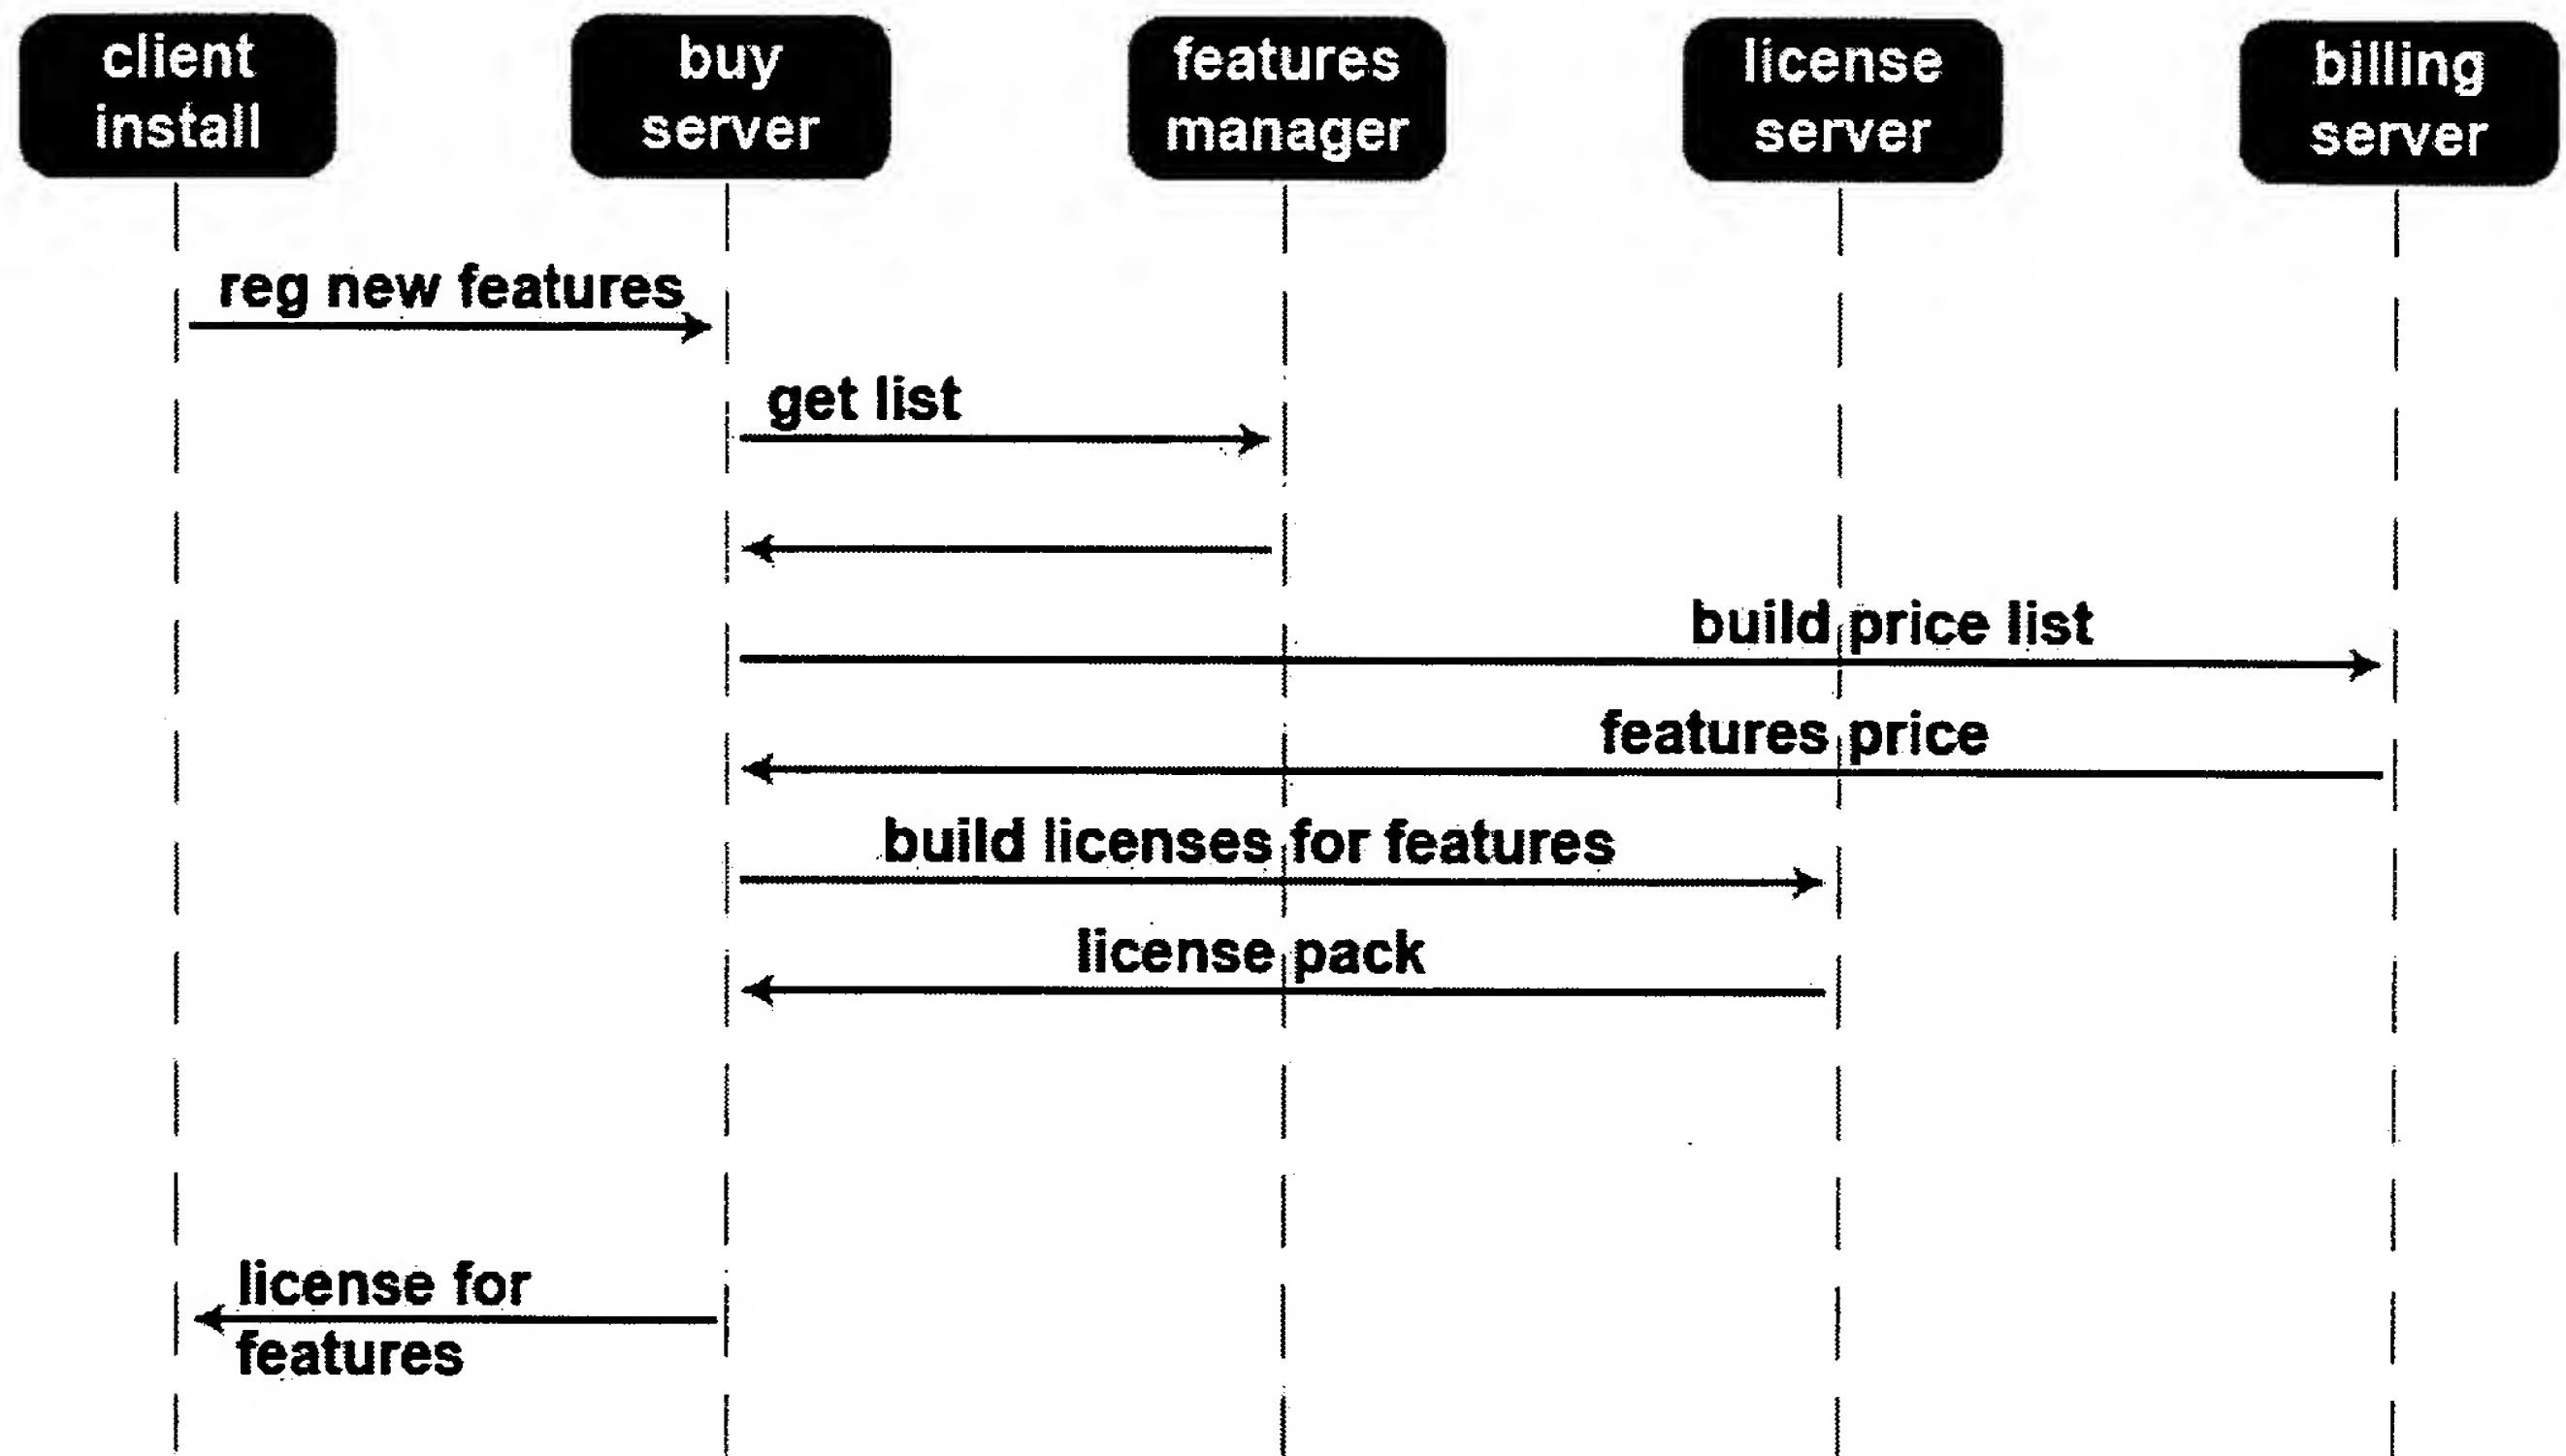 client
install
buy
server
features
manager
license
server
billing
server
reg new features
get list
build price list
features price
build licenses for features
license pack
license for
features